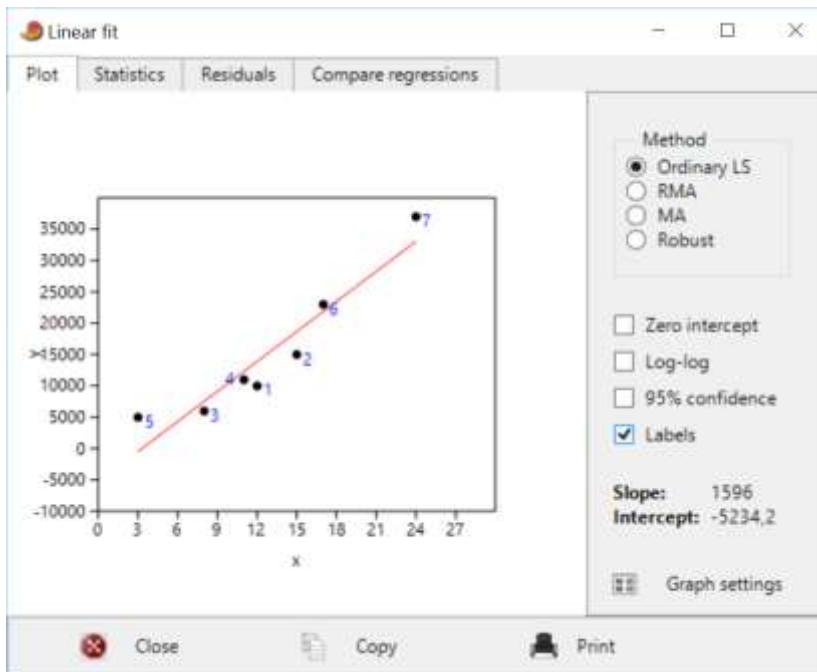 Linear fit
Plot Statistics Residuals Compare regressions
Method
Ordinary LS
RMA
MA
Robust
Zero intercept
Log-log
95% confidence
Labels
Slope: 1596
Intercept: -5234,2
Graph settings
35000
30000
25000
20000
15000
10000
5000
0
-5000
-10000
Y
0 3 6 9 12 15 18 21 24 27
x
7
6
2
4
1
3
5
Close Copy Print